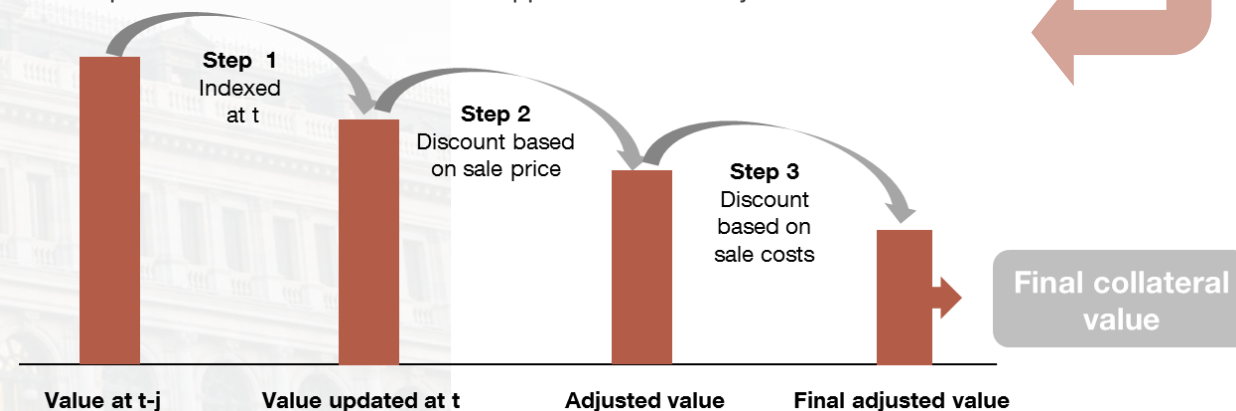 Step 1
Indexed
at t
Step 2
Discount based
on sale price
Step 3
Discount
based on
sale costs
Final collateral
value
Value at t-j
Value updated at t
Adjusted value
Final adjusted value